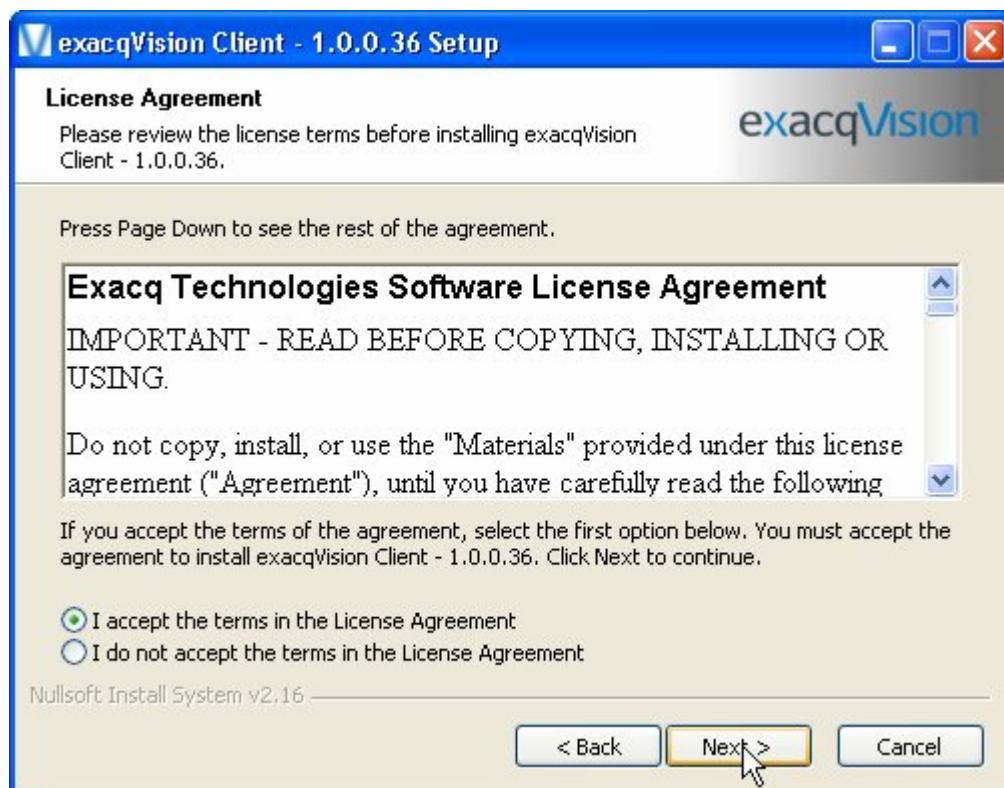 exacqVision Client - 1.0.0.36 Setup
License Agreement
Please review the license terms before installing exacqVision
Client - 1.0.0.36.
exacqVision
Press Page Down to see the rest of the agreement.
Exacq Technologies Software License Agreement
IMPORTANT - READ BEFORE COPYING, INSTALLING OR
USING.
Do not copy, install, or use the "Materials" provided under this license
agreement ("Agreement"), until you have carefully read the following
If you accept the terms of the agreement, select the first option below. You must accept the
agreement to install exacqVision Client - 1.0.0.36. Click Next to continue.
I accept the terms in the License Agreement
I do not accept the terms in the License Agreement
Nullsoft Install System v2.16
< Back
Next >
Cancel